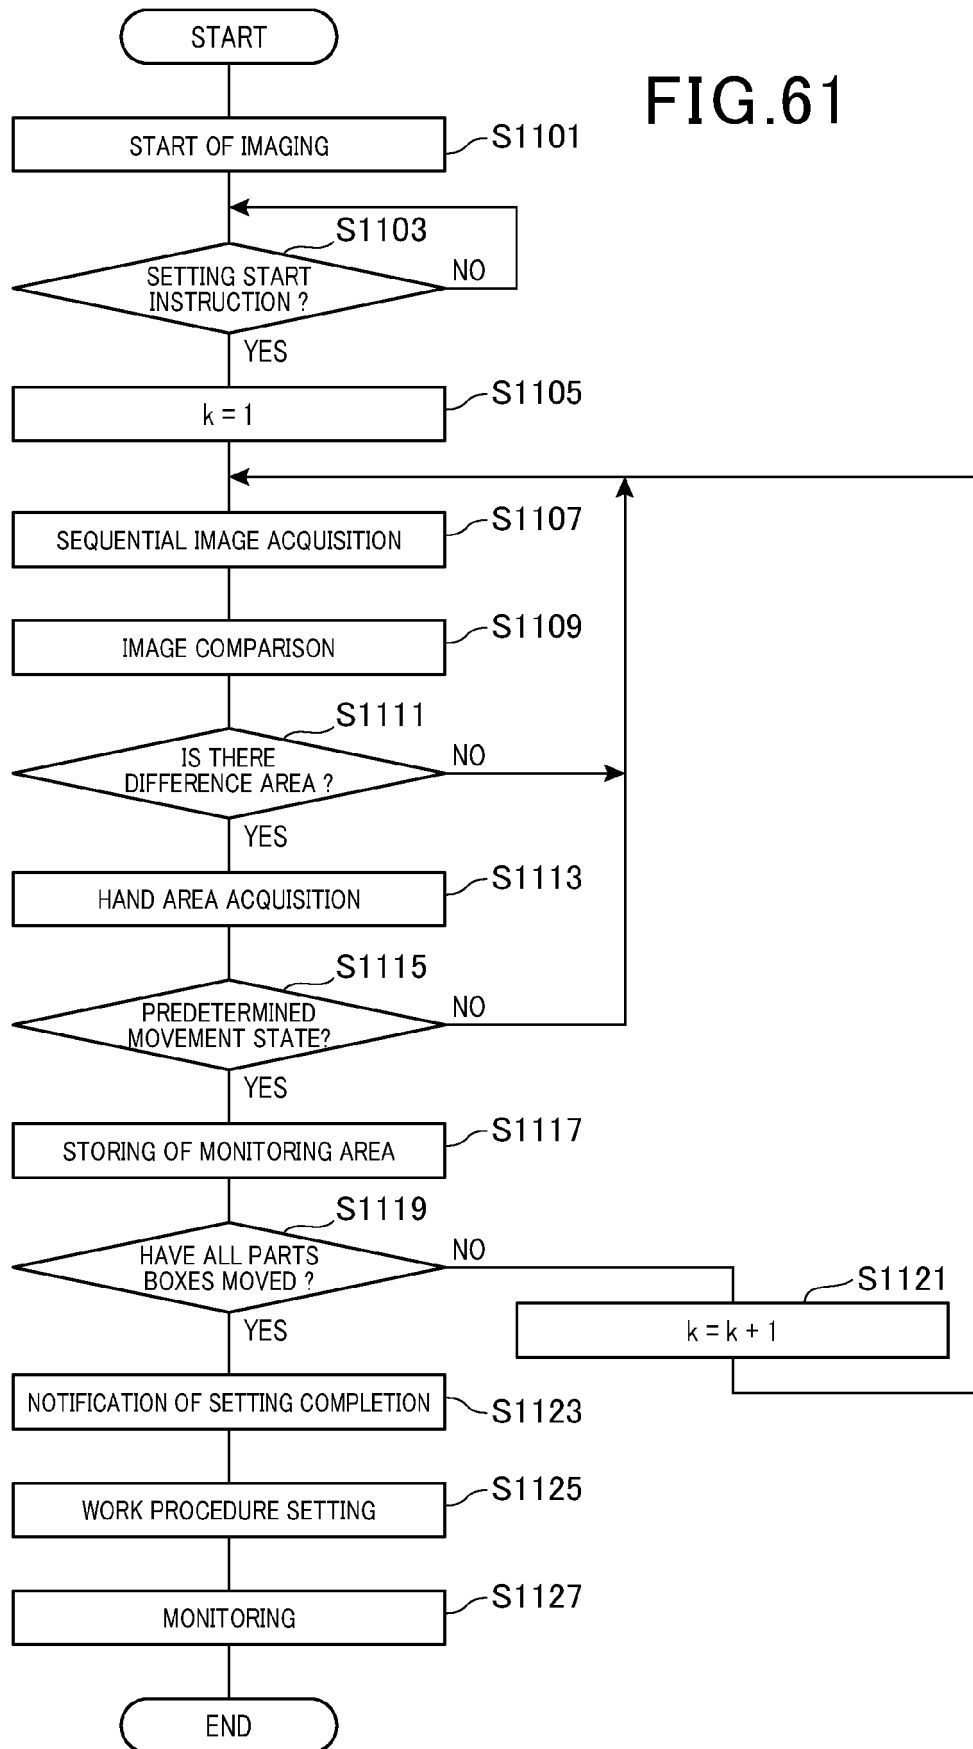 START
FIG.61
START OF IMAGING
S1101
S1103
SETTING START
INSTRUCTION ?
NO
YES
k = 1
S1105
SEQUENTIAL IMAGE ACQUISITION
S1107
IMAGE COMPARISON
S1109
S1111
IS THERE
DIFFERENCE AREA ?
NO
YES
HAND AREA ACQUISITION
S1113
S1115
PREDETERMINED
MOVEMENT STATE?
NO
YES
STORING OF MONITORING AREA
S1117
S1119
HAVE ALL PARTS
BOXES MOVED ?
NO
YES
S1121
k = k + 1
NOTIFICATION OF SETTING COMPLETION
S1123
WORK PROCEDURE SETTING
S1125
MONITORING
S1127
END